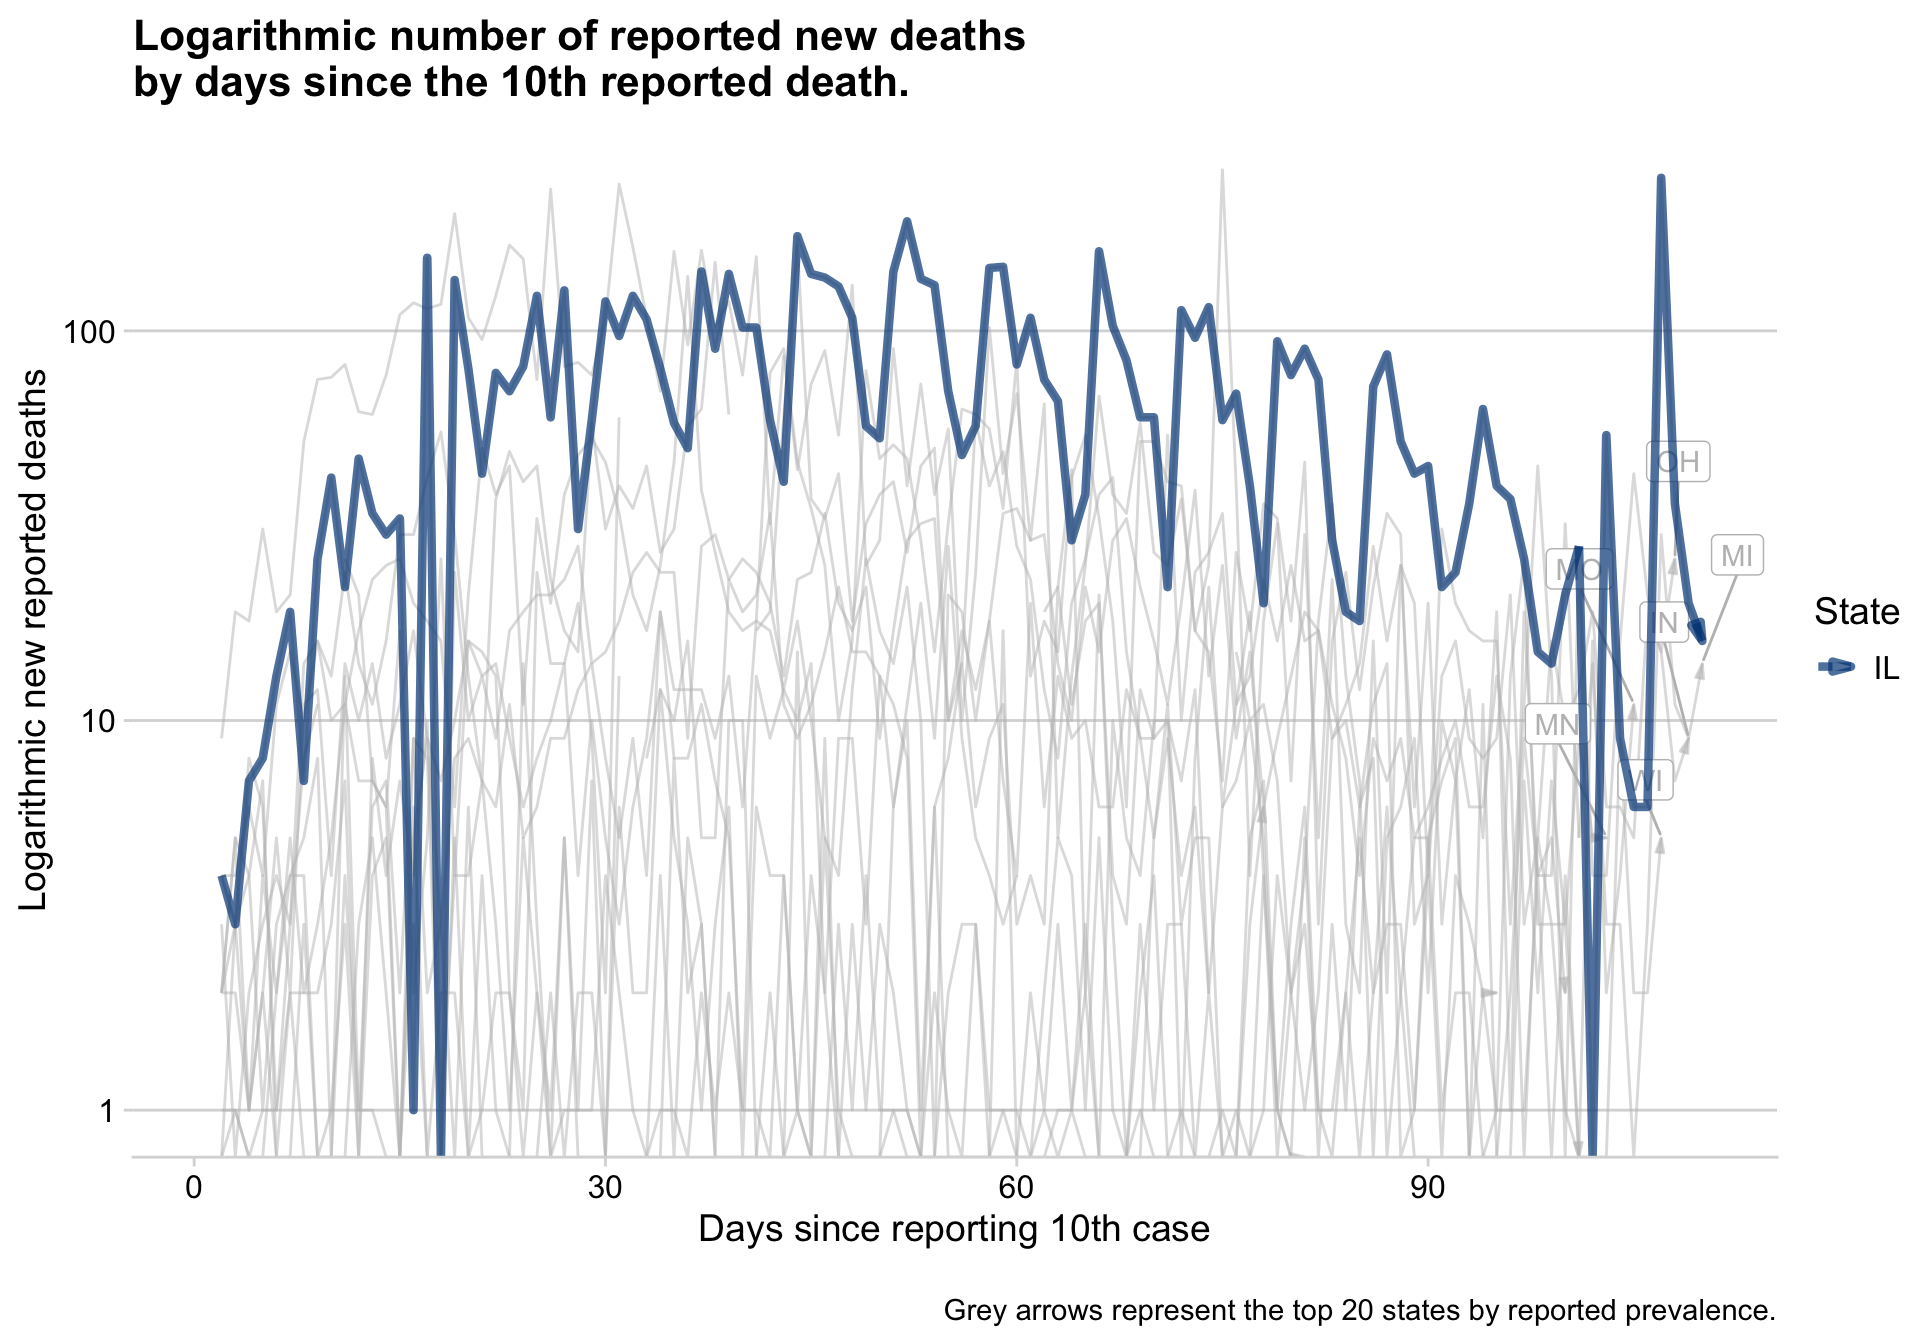 Logarithmic number of reported new deaths
by days since the 10th reported death.
Logarithmic new reported deaths
100
10
1
OH
MI
MO
IN
MN
WI
State
IL
0
30
60
90
Days since reporting 10th case
Grey arrows represent the top 20 states by reported prevalence.